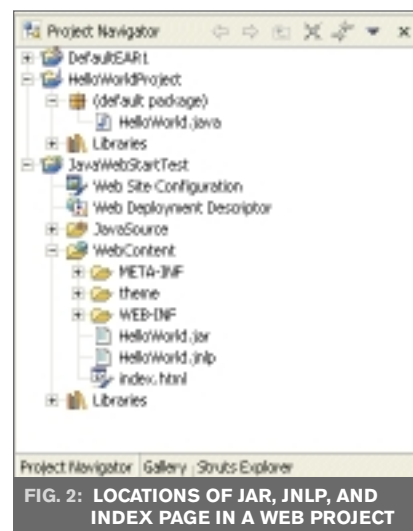 Project Navigator
DefaultEAR1
HelloWorldProject
(default package)
HelloWorld.java
Libraries
JavaWebStartTest
Web Site Configuration
Web Deployment Descriptor
JavaSource
WebContent
META-INF
theme
WEB-INF
HelloWorld.jar
HelloWorld.jnlp
index.html
Libraries
Project Navigator Gallery Struts Explorer
FIG. 2: LOCATIONS OF JAR, JNLP, AND
INDEX PAGE IN A WEB PROJECT